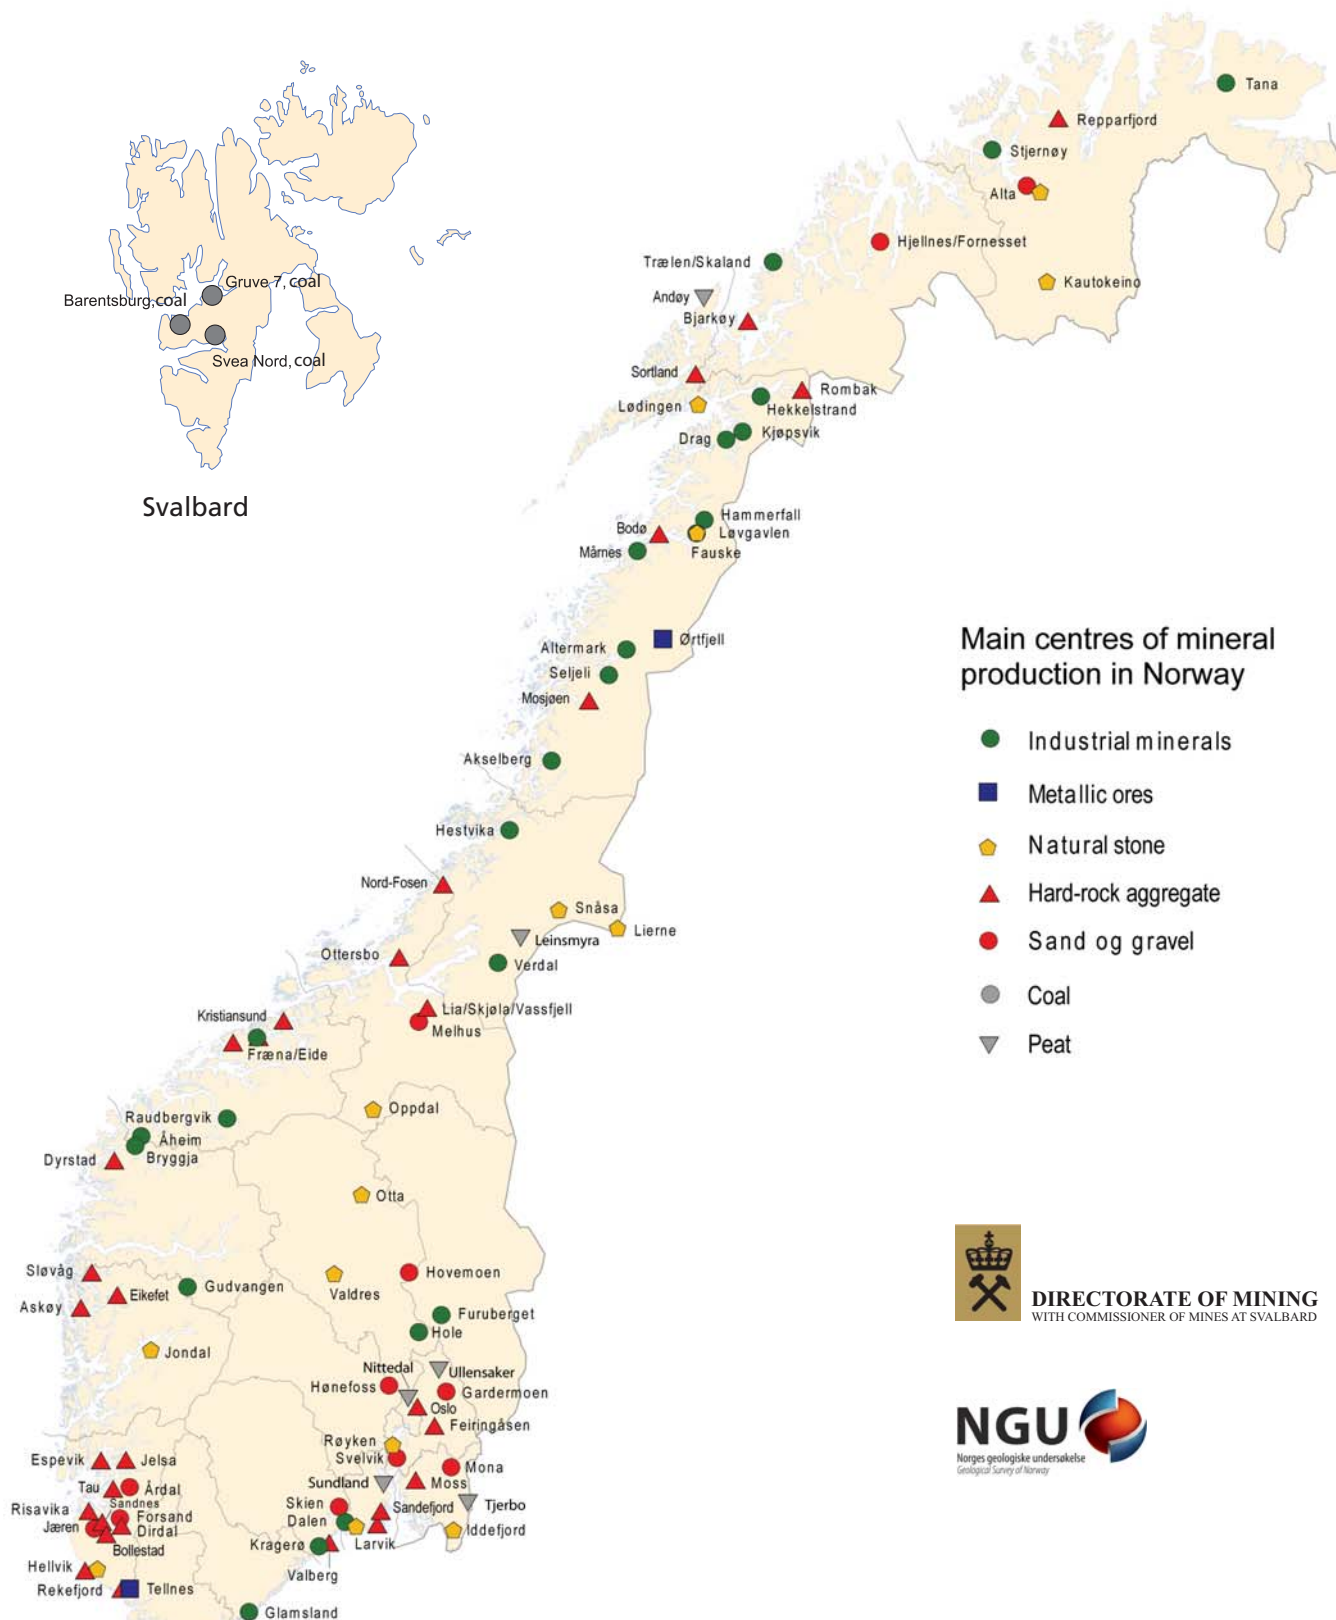 Tana
Repparfjord
Stjernøy
Alta
Hjellnes/Fornesset
Trælen/Skaland
Kautokeino
Gruve 7, coal
Andøy
Barentsburg,coal
Bjarkøy
Svea Nord, coal
Sortland
Rombak
Lødingen
Hekkelstrand
Kjøpsvik
Drag
Svalbard
Hammerfall
Bodø
Løvgavlen
Mårnes
Fauske
Main centres of mineral
production in Norway
Ørtfjell
Altermark
Seljeli
Mosjøen
Industrial minerals
Akselberg
Metallic ores
Hestvika
Natural stone
Nord-Fosen
Hard-rock aggregate
Snåsa
Lierne
Leinsmyra
Sand og gravel
Ottersbo
Verdal
Coal
Lia/Skjøla/Vassfjell
Kristiansund
Melhus
Peat
Fræna/Eide
Oppdal
Raudbergvik
Åheim
Bryggja
Dyrstad
Otta
Sløvåg
Hovemoen
Gudvangen
Eikefet
Valdres
Askøy
DIRECTORATE OF MINING
WITH COMMISSIONER OF MINES AT SVALBARD
Furuberget
Hole
Jondal
Nittedal
Ullensaker
Hønefoss
Gardermoen
Oslo
Feiringåsen
NGU
Norges geologiske undersøkelse
Geological Survey of Norway
Røyken
Svelvik
Espevik
Jelsa
Mona
Sundland
Moss
Tau
Årdal
Sandnes
Risavika
Forsand
Skien
Sandefjord
Tjerbo
Jæren
Dirdal
Dalen
Iddefjord
Bollestad
Kragerø
Larvik
Hellvik
Valberg
Rekefjord
Tellnes
Glamsland